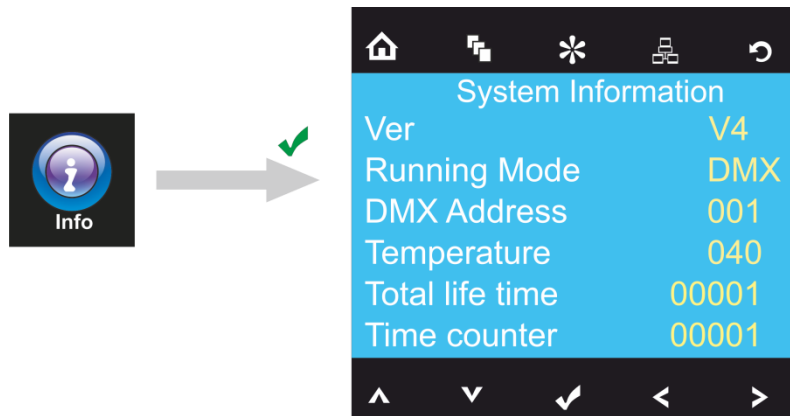 Info
System Information
Ver V4
Running Mode DMX
DMX Address 001
Temperature 040
Total life time 00001
Time counter 00001